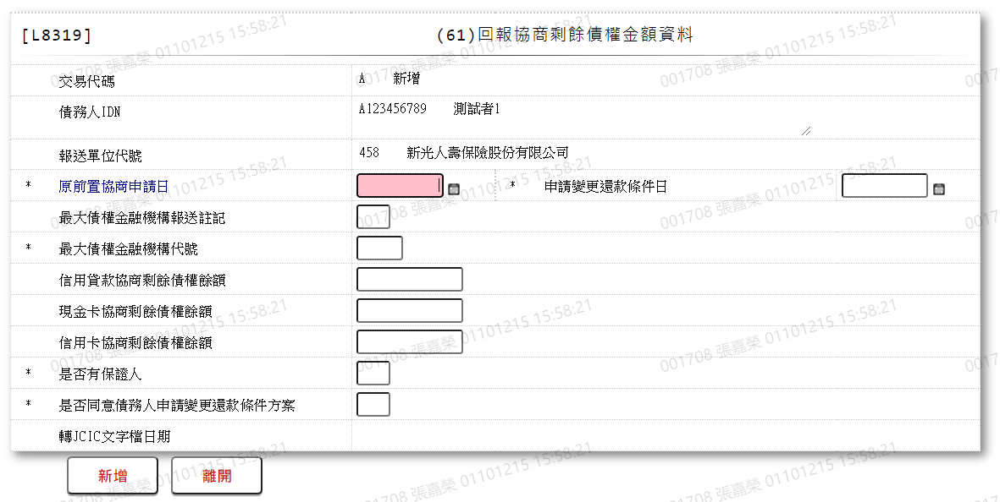 [L8319] (61)回報協商剩餘債權金額資料
交易代碼 A 新增
債務人IDN A123456789 測試者1
報送單位代號 458 新光人壽保險股份有限公司
* 原前置協商申請日 * 申請變更還款條件日
最大債權金融機構報送註記
* 最大債權金融機構代號
信用貸款協商剩餘債權餘額
現金卡協商剩餘債權餘額
信用卡協商剩餘債權餘額
* 是否有保證人
* 是否同意債務人申請變更還款條件方案
轉JCIC文字檔日期
新增 離開
001708 張嘉榮 01101215 15:58:21